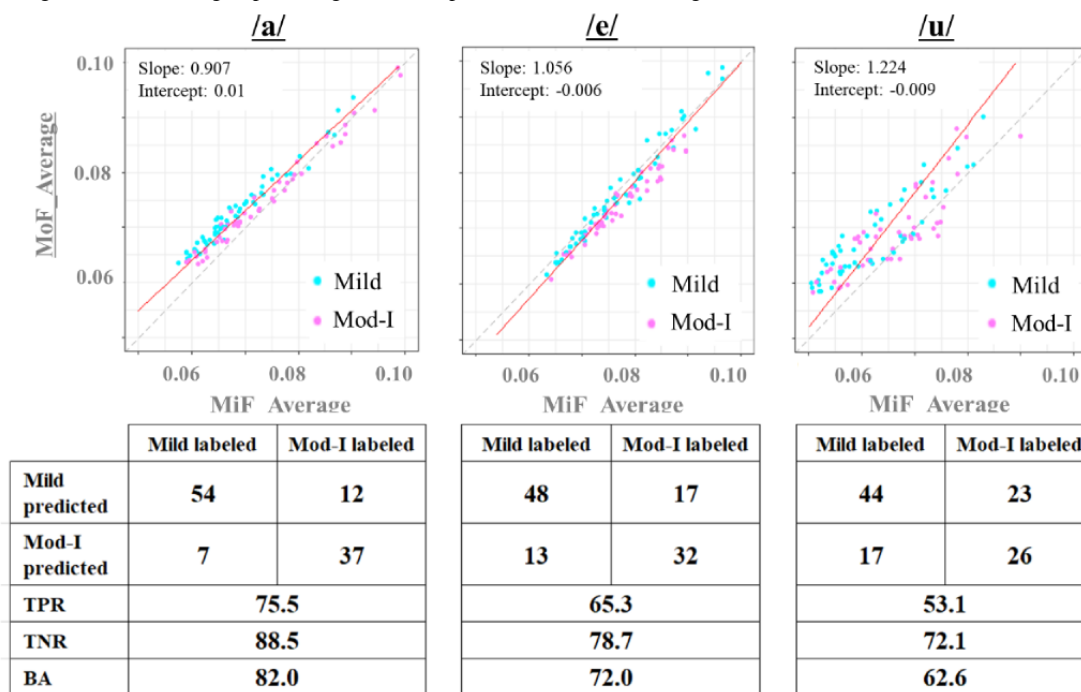 /a/ /e/ /u/
Slope: 0.907
Intercept: 0.01
Slope: 1.056
Intercept: -0.006
Slope: 1.224
Intercept: -0.009
MoF_Average
0.10
0.08
0.06
Mild
Mod-I
Mild
Mod-I
Mild
Mod-I
0.06 0.08 0.10 0.06 0.08 0.10 0.06 0.08 0.10
MiF_Average MiF_Average MiF_Average
Mild labeled Mod-I labeled Mild labeled Mod-I labeled Mild labeled Mod-I labeled
Mild predicted 54 12 48 17 44 23
Mod-I predicted 7 37 13 32 17 26
TPR 75.5 65.3 53.1
TNR 88.5 78.7 72.1
BA 82.0 72.0 62.6